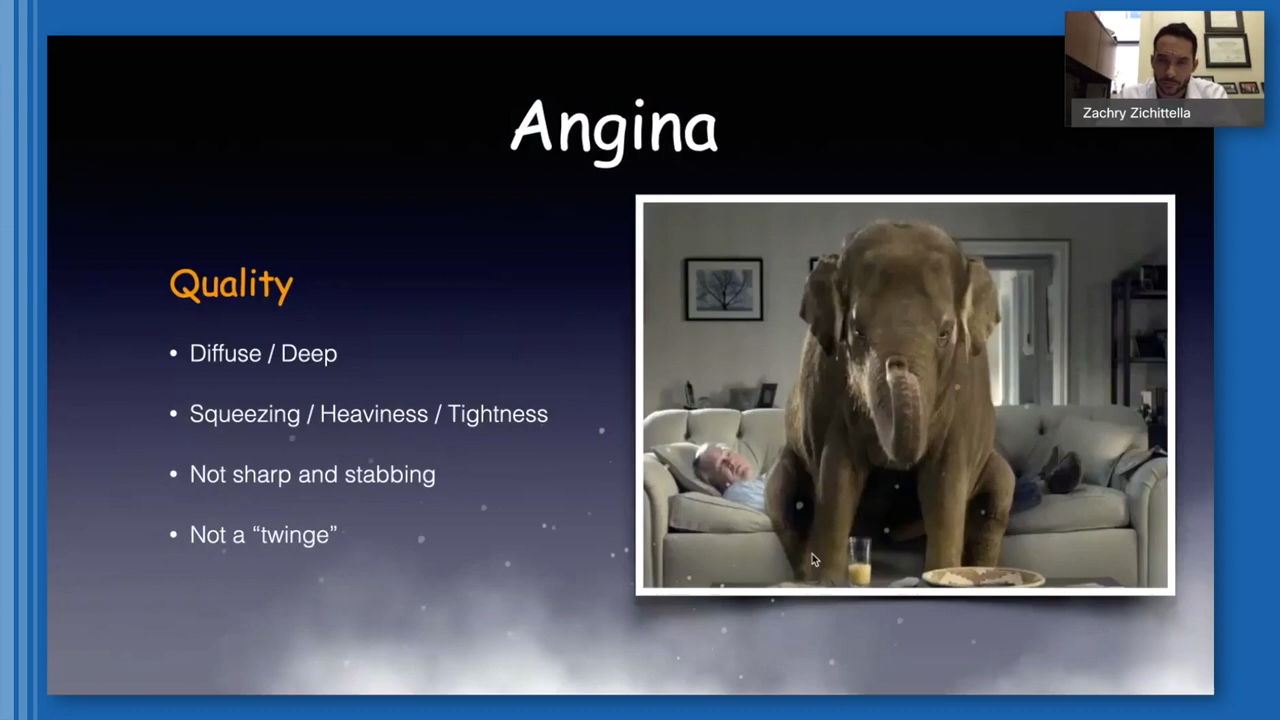 Zachry Zichittella
Angina
Quality
• Diffuse / Deep
• Squeezing / Heaviness / Tightness
• Not sharp and stabbing
• Not a “twinge”